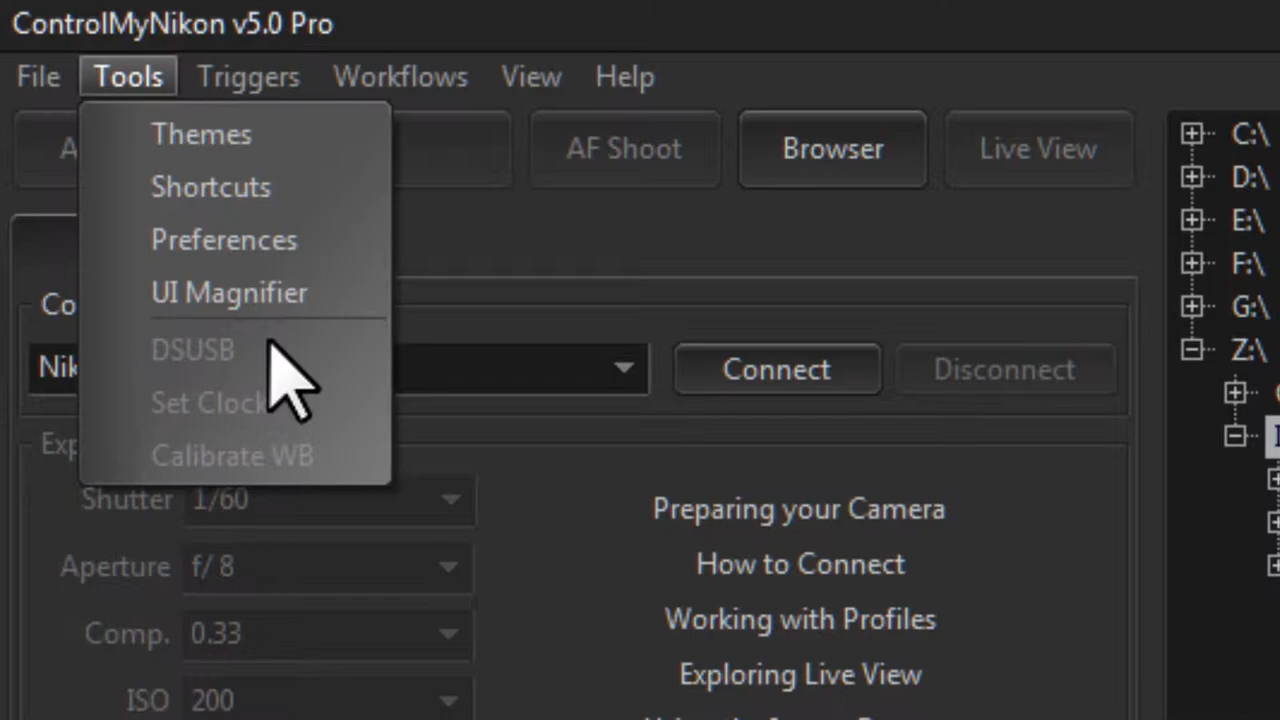 ControlMyNikon v5.0 Pro
File Tools Triggers Workflows View Help
AF Shoot Browser Live View
Themes
Shortcuts
Preferences
UI Magnifier
DSUSB
Set Clock
Calibrate WB
Connect Disconnect
Shutter 1/60
Aperture f/ 8
Comp. 0.33
ISO 200
Preparing your Camera
How to Connect
Working with Profiles
Exploring Live View
C:\
D:\
E:\
F:\
G:\
Z:\